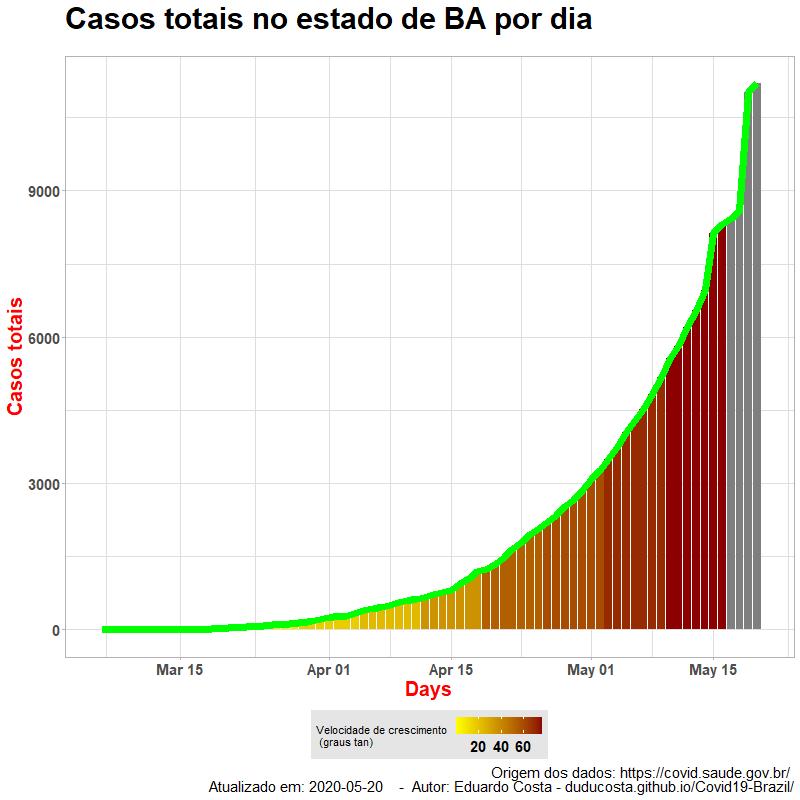 Casos totais no estado de BA por dia
Casos totais
9000
6000
3000
0
Mar 15
Apr 01
Apr 15
May 01
May 15
Days
Velocidade de crescimento
(graus tan)
20 40 60
Origem dos dados: https://covid.saude.gov.br/
Atualizado em: 2020-05-20 - Autor: Eduardo Costa - duducosta.github.io/Covid19-Brazil/